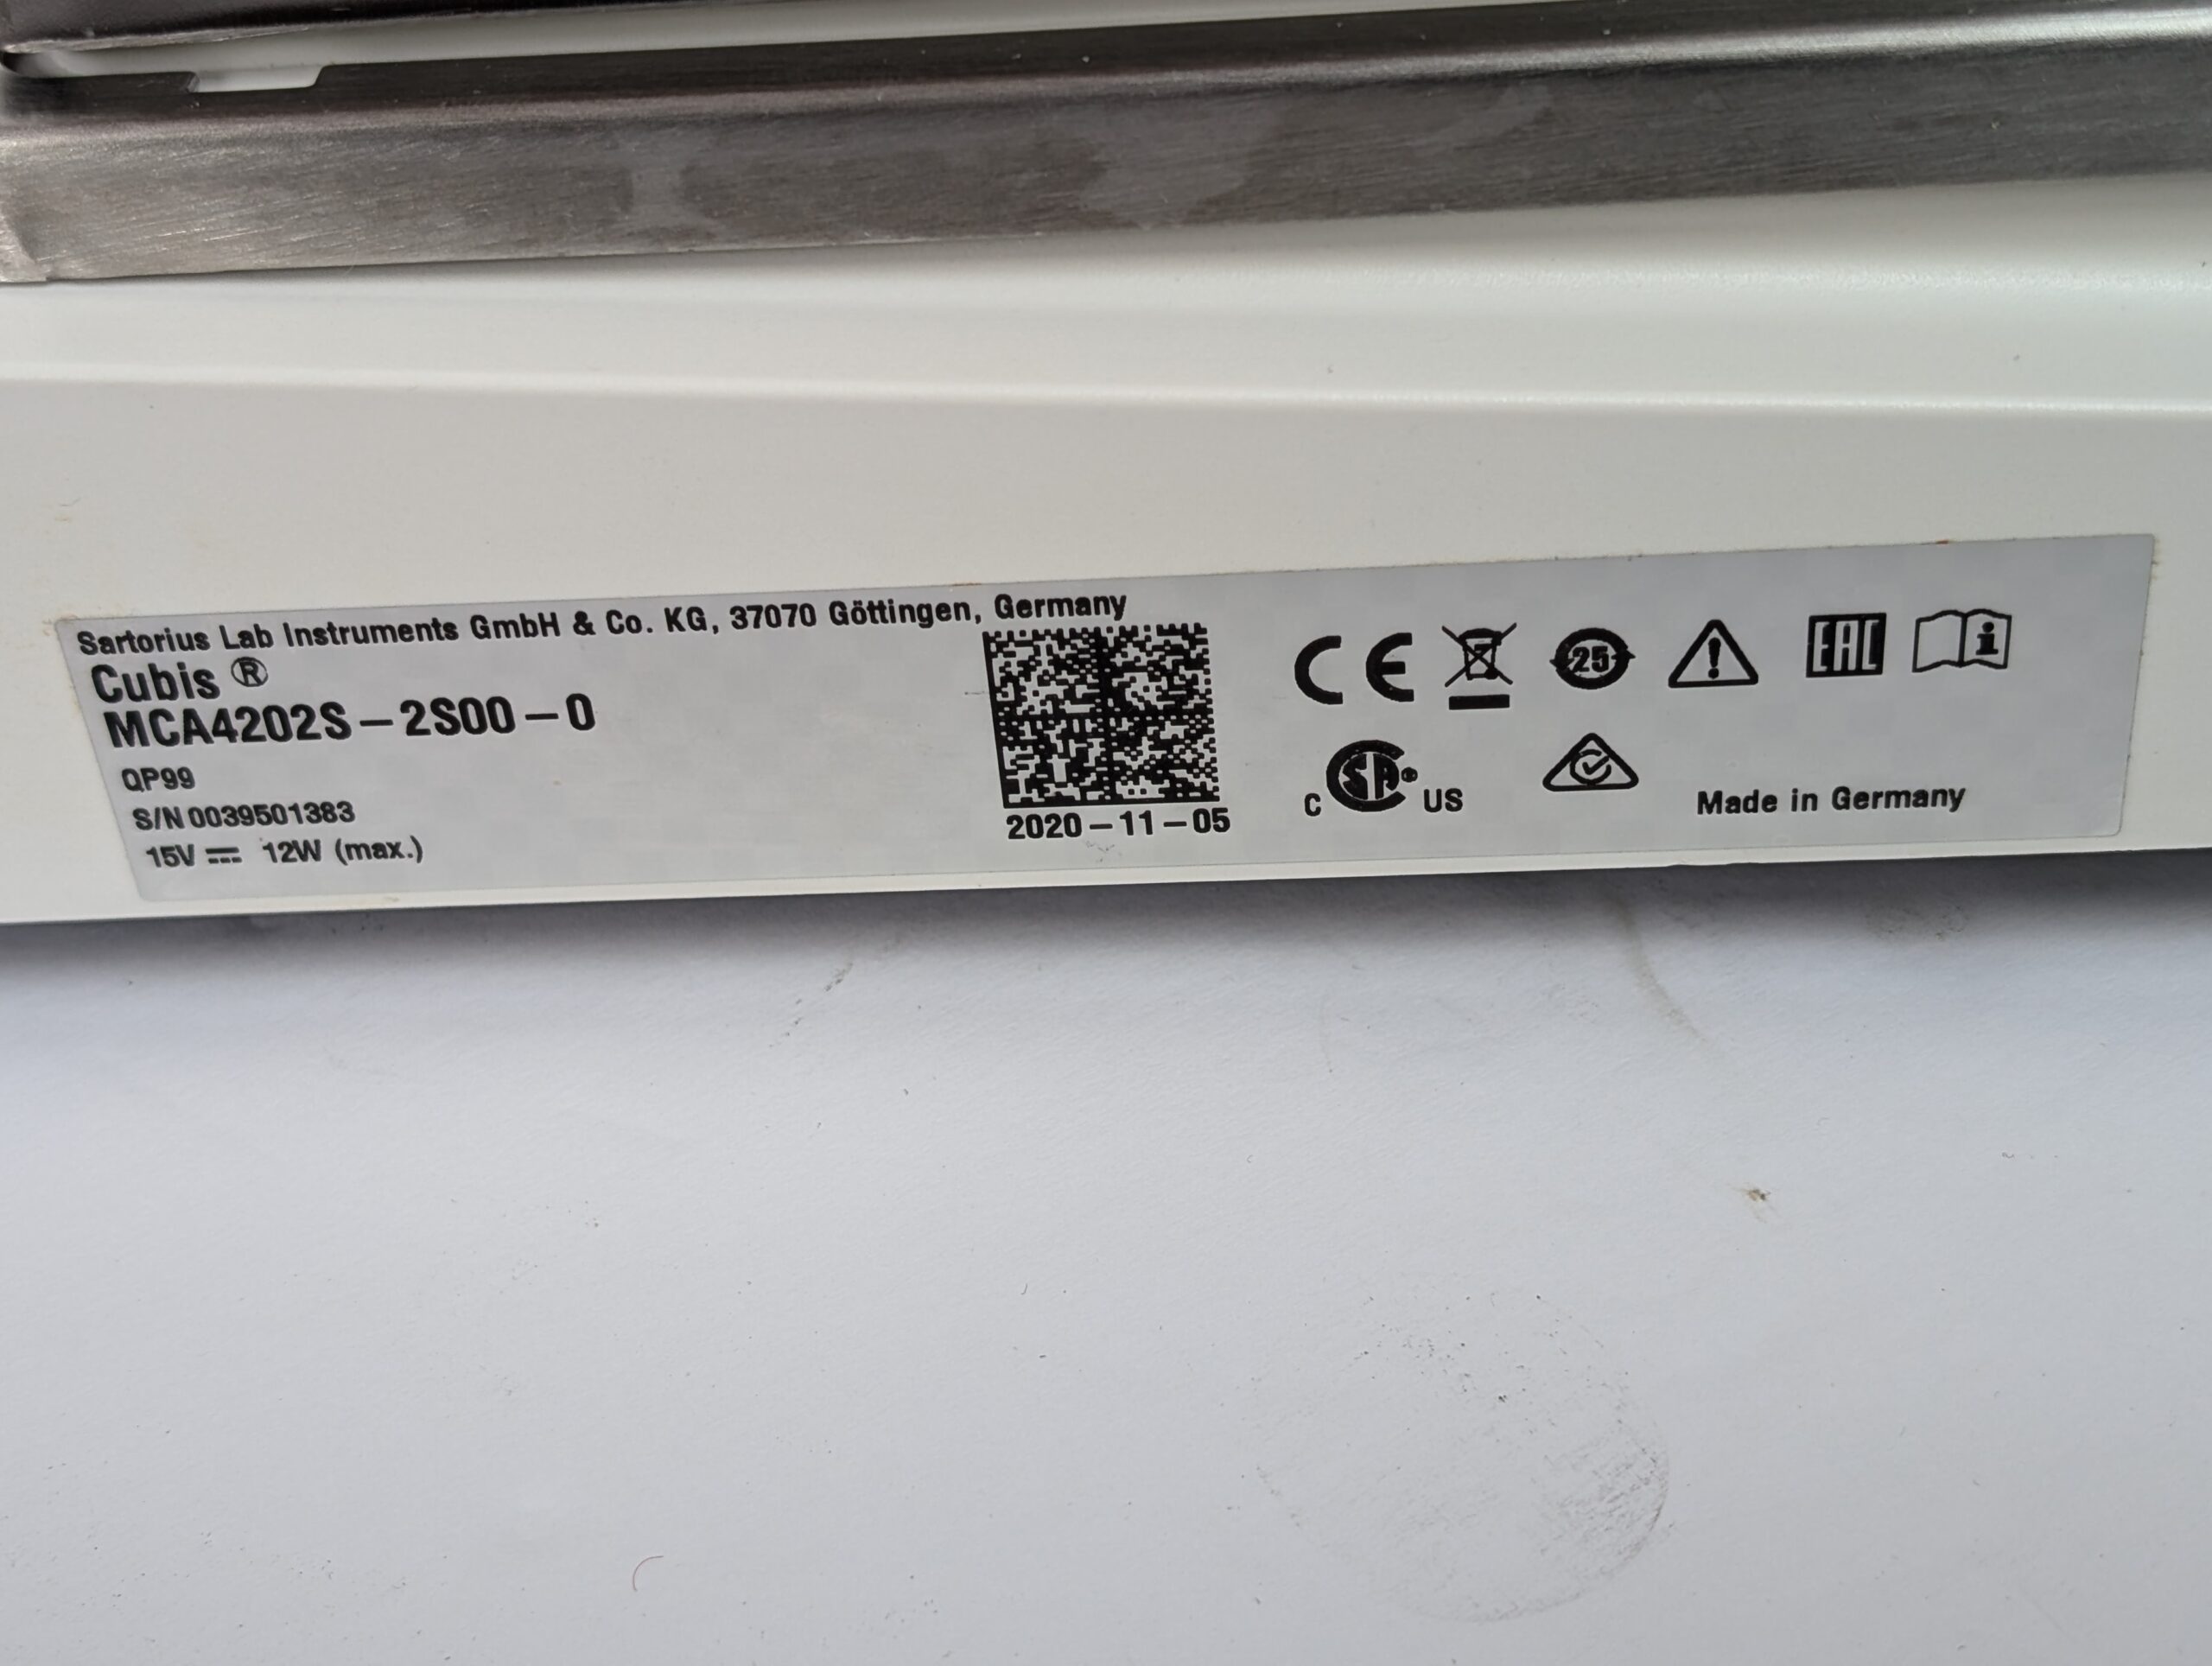 Sartorius Lab Instruments GmbH & Co. KG, 37070 Göttingen, Germany
Cubis ®
MCA4202S-2S00-0
QP99
S/N 0039501383
15V ⎓ 12W (max.)
2020-11-05
CE
25
EAC
i
C SA® US
Made in Germany